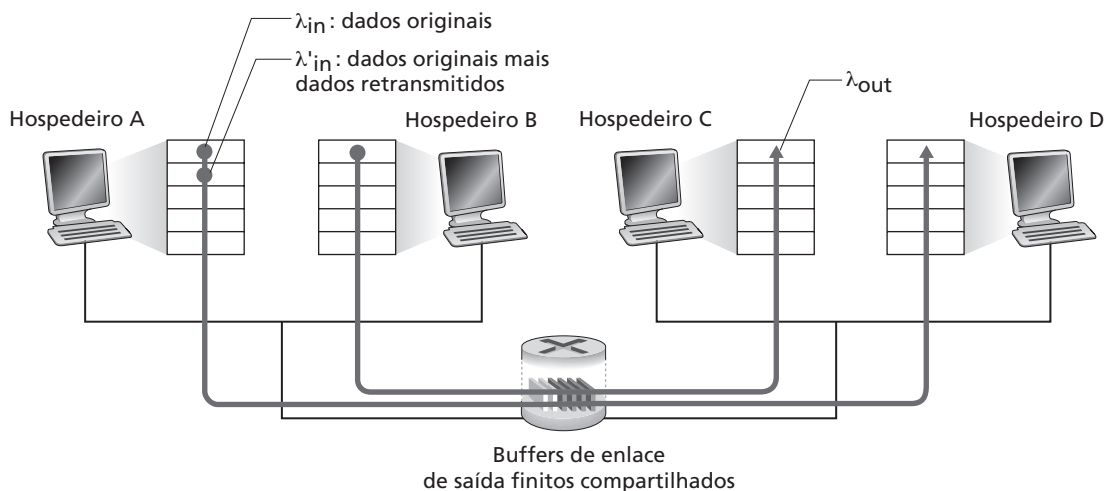 λin: dados originais
λ'in: dados originais mais
dados retransmitidos
λout
Hospedeiro A
Hospedeiro B
Hospedeiro C
Hospedeiro D
Buffers de enlace
de saída finitos compartilhados